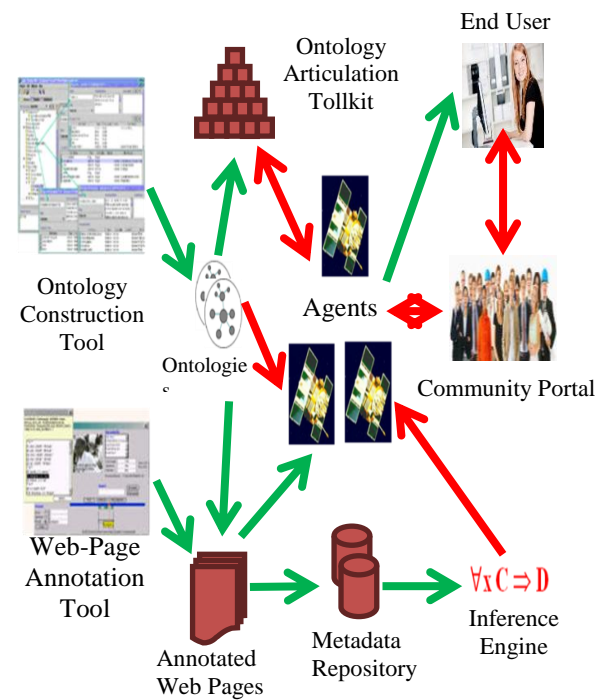 End User
Ontology
Articulation
Tollkit
Ontology
Construction
Tool
Agents
Ontologie
s
Community Portal
Web-Page
Annotation
Tool
∀x C ⇒ D
Inference
Engine
Metadata
Repository
Annotated
Web Pages